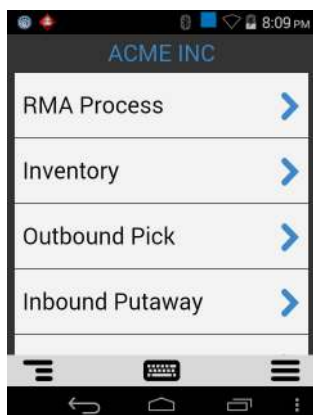 8:09 PM
ACME INC
RMA Process
Inventory
Outbound Pick
Inbound Putaway